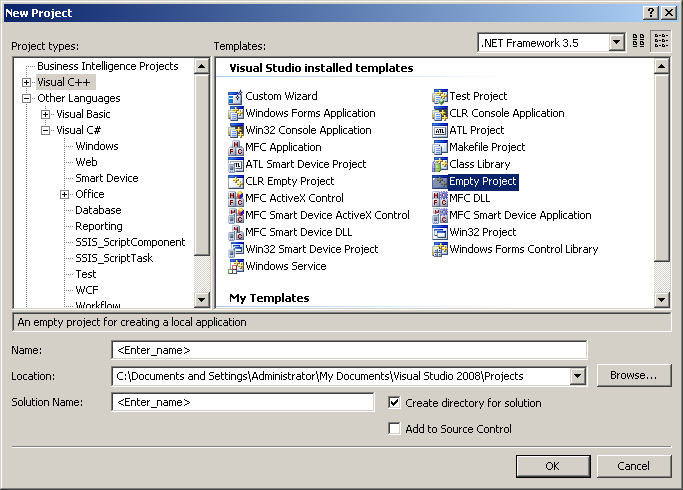 New Project
Project types:
Templates:
.NET Framework 3.5
Business Intelligence Projects
Visual C++
Other Languages
Visual Basic
Visual C#
Windows
Web
Smart Device
Office
Database
Reporting
SSIS_ScriptComponent
SSIS_ScriptTask
Test
WCF
Workflow
Visual Studio installed templates
Custom Wizard
Test Project
Windows Forms Application
CLR Console Application
Win32 Console Application
ATL Project
MFC Application
Makefile Project
ATL Smart Device Project
Class Library
CLR Empty Project
Empty Project
MFC ActiveX Control
MFC DLL
MFC Smart Device ActiveX Control
MFC Smart Device Application
MFC Smart Device DLL
Win32 Project
Win32 Smart Device Project
Windows Forms Control Library
Windows Service
My Templates
An empty project for creating a local application
Name:
<Enter_name>
Location:
C:\Documents and Settings\Administrator\My Documents\Visual Studio 2008\Projects
Browse...
Solution Name:
<Enter_name>
Create directory for solution
Add to Source Control
OK
Cancel